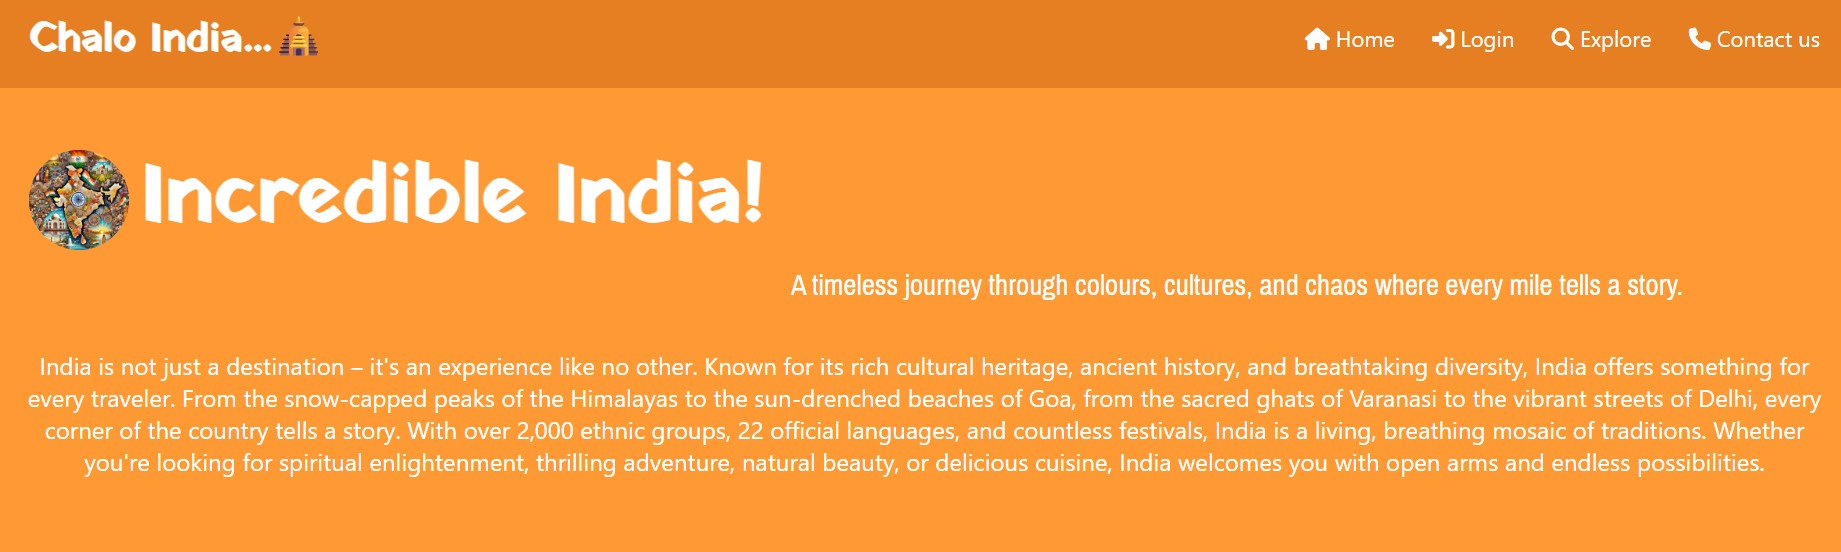 Chalo India...
Home
Login
Explore
Contact us
Incredible India!
A timeless journey through colours, cultures, and chaos where every mile tells a story.
India is not just a destination – it's an experience like no other. Known for its rich cultural heritage, ancient history, and breathtaking diversity, India offers something for
every traveler. From the snow-capped peaks of the Himalayas to the sun-drenched beaches of Goa, from the sacred ghats of Varanasi to the vibrant streets of Delhi, every
corner of the country tells a story. With over 2,000 ethnic groups, 22 official languages, and countless festivals, India is a living, breathing mosaic of traditions. Whether
you're looking for spiritual enlightenment, thrilling adventure, natural beauty, or delicious cuisine, India welcomes you with open arms and endless possibilities.